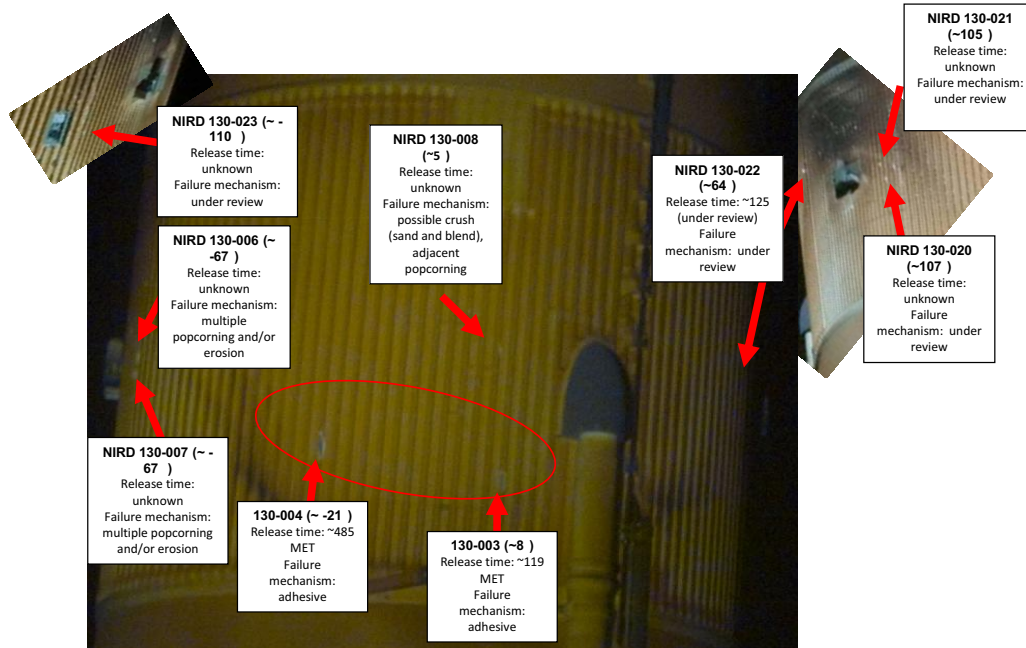 NIRD 130-021
(~105   )
Release time:
unknown
Failure mechanism:
under review
NIRD 130-023 (~ -
110   )
Release time:
unknown
Failure mechanism:
under review
NIRD 130-008
(~5   )
Release time:
unknown
Failure mechanism:
possible crush
(sand and blend),
adjacent
popcorning
NIRD 130-022
(~64   )
Release time: ~125
(under review)
Failure
mechanism:  under
review
NIRD 130-006 (~
-67   )
Release time:
unknown
Failure mechanism:
multiple
popcorning and/or
erosion
NIRD 130-020
(~107   )
Release time:
unknown
Failure
mechanism:  under
review
NIRD 130-007 (~ -
67   )
Release time:
unknown
Failure mechanism:
multiple popcorning
and/or erosion
130-004 (~ -21   )
Release time: ~485
MET
Failure
mechanism:
adhesive
130-003 (~8   )
Release time: ~119
MET
Failure
mechanism:
adhesive